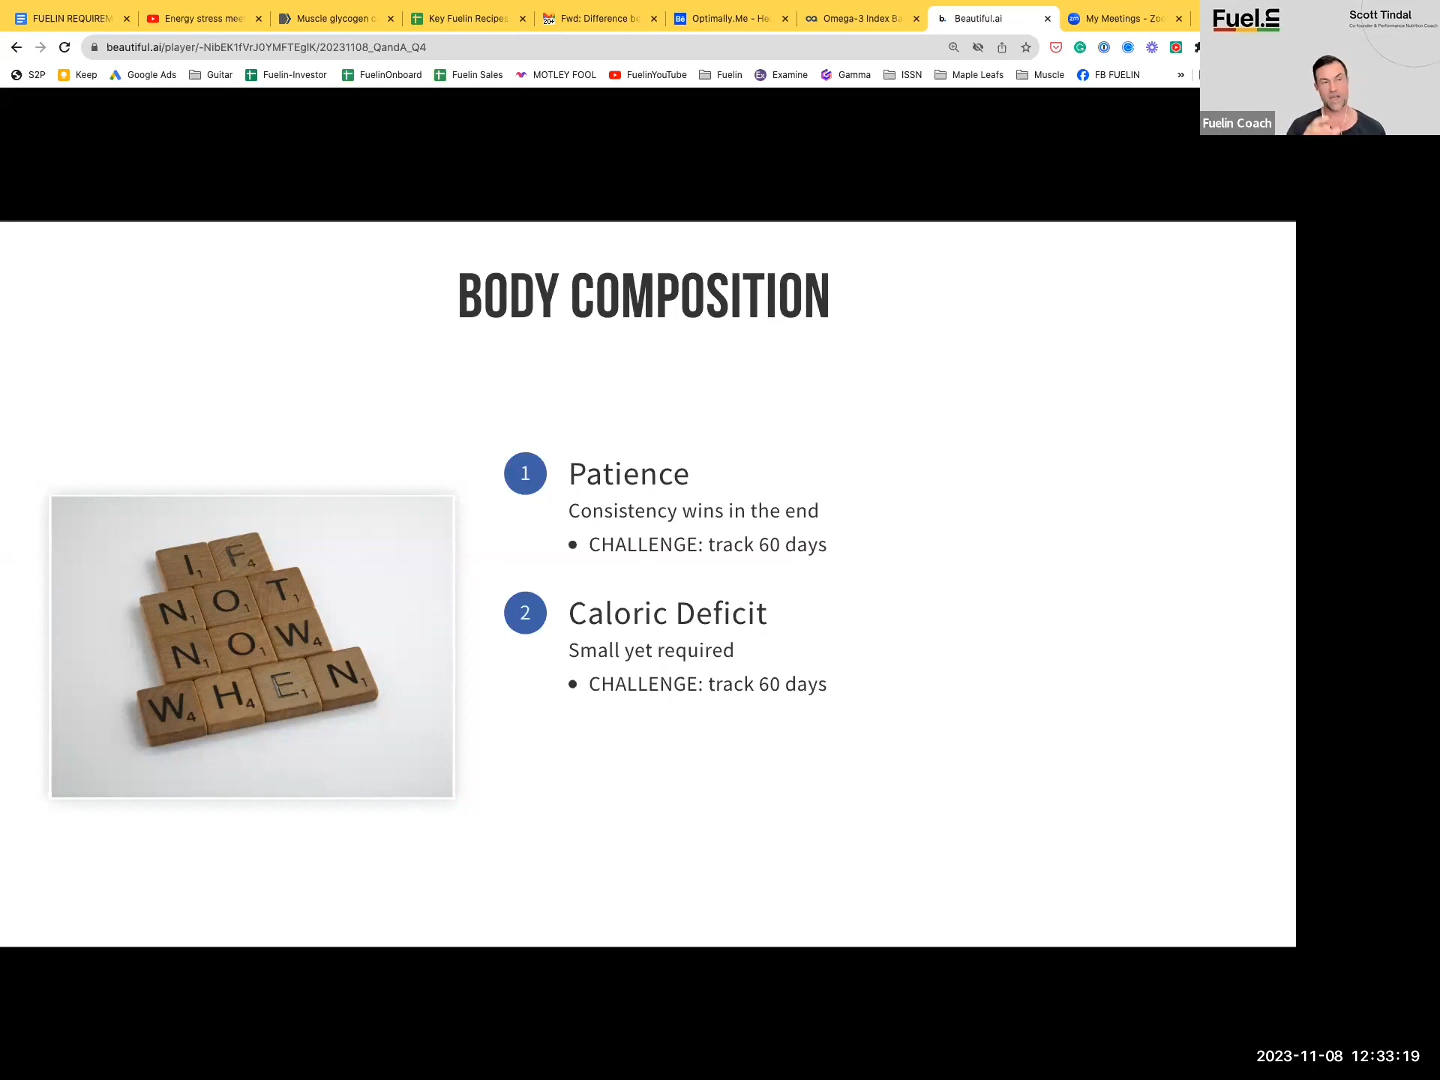 FUELIN REQUIREM
Energy stress mee
Muscle glycogen c
Key Fuelin Recipes
Fwd: Difference be
Optimally.Me - He
Omega-3 Index Ba
Beautiful.ai
My Meetings - Zoo
beautiful.ai/player/-NibEK1fVrJ0YMFTEglK/20231108_QandA_Q4
S2P
Keep
Google Ads
Guitar
Fuelin-Investor
FuelinOnboard
Fuelin Sales
MOTLEY FOOL
FuelinYouTube
Fuelin
Examine
Gamma
ISSN
Maple Leafs
Muscle
FB FUELIN
»
Fuel.in
Scott Tindal
Co founder & Performance Nutrition Coach
Fuelin Coach
BODY COMPOSITION
1 Patience
Consistency wins in the end
• CHALLENGE: track 60 days
2 Caloric Deficit
Small yet required
• CHALLENGE: track 60 days
IF
NOT
NOW
WHEN
2023-11-08 12:33:19